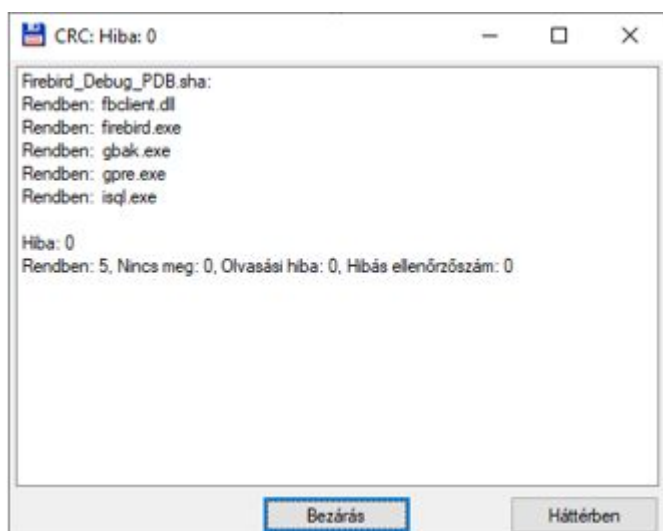 CRC: Hiba: 0
Firebird_Debug_PDB.sha:
Rendben: fbclient.dll
Rendben: firebird.exe
Rendben: gbak.exe
Rendben: gpre.exe
Rendben: isql.exe
Hiba: 0
Rendben: 5, Nincs meg: 0, Olvasási hiba: 0, Hibás ellenőrzőszám: 0
Bezárás
Háttérben